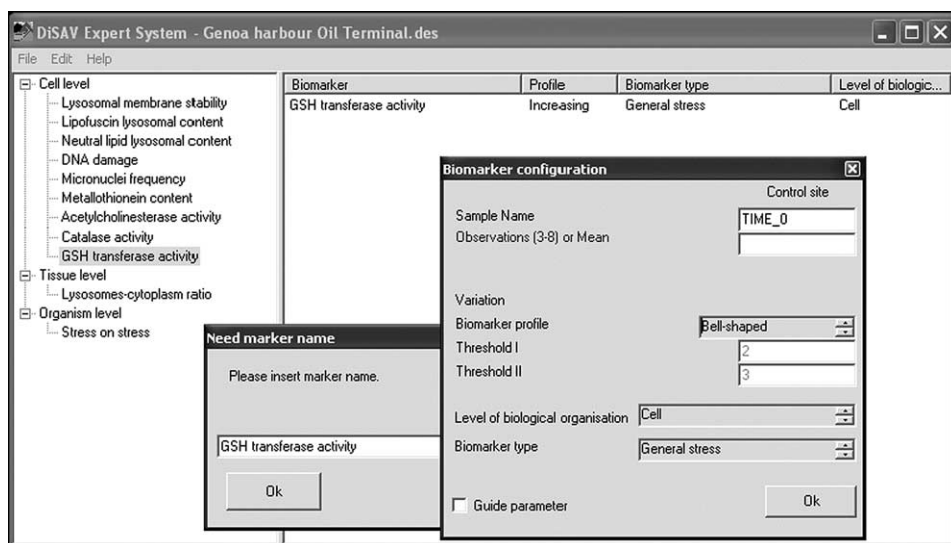 DiSAV Expert System - Genoa harbour Oil Terminal.des
File Edit Help
Cell level
Lysosomal membrane stability
Lipofuscin lysosomal content
Neutral lipid lysosomal content
DNA damage
Micronuclei frequency
Metallothionein content
Acetylcholinesterase activity
Catalase activity
GSH transferase activity
Tissue level
Lysosomes-cytoplasm ratio
Organism level
Stress on stress
Biomarker Profile Biomarker type Level of biologic...
GSH transferase activity Increasing General stress Cell
Need marker name
Please insert marker name.
GSH transferase activity
Ok
Biomarker configuration
Control site
Sample Name TIME_0
Observations (3-8) or Mean
Variation
Biomarker profile Bell-shaped
Threshold I 2
Threshold II 3
Level of biological organisation Cell
Biomarker type General stress
Guide parameter Ok